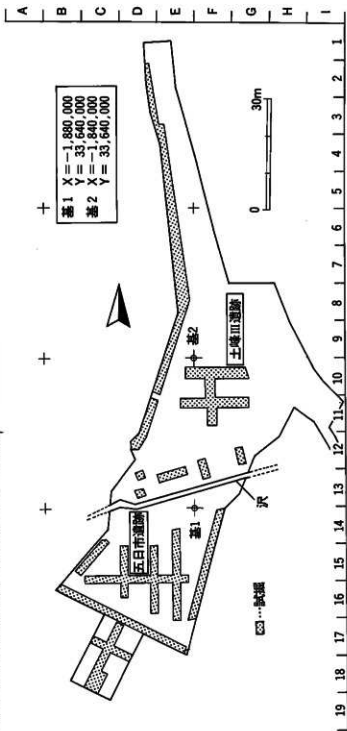 A
B
C
D
E
F
G
H
I
1
2
3
4
5
6
7
8
9
10
11
12
13
14
15
16
17
18
19
基1 X=-1,880,000
Y= 33,640,000
基2 X=-1,840,000
Y= 33,640,000
0 30m
五日市遺跡
土峰III遺跡
基2
基1
沢
…試掘